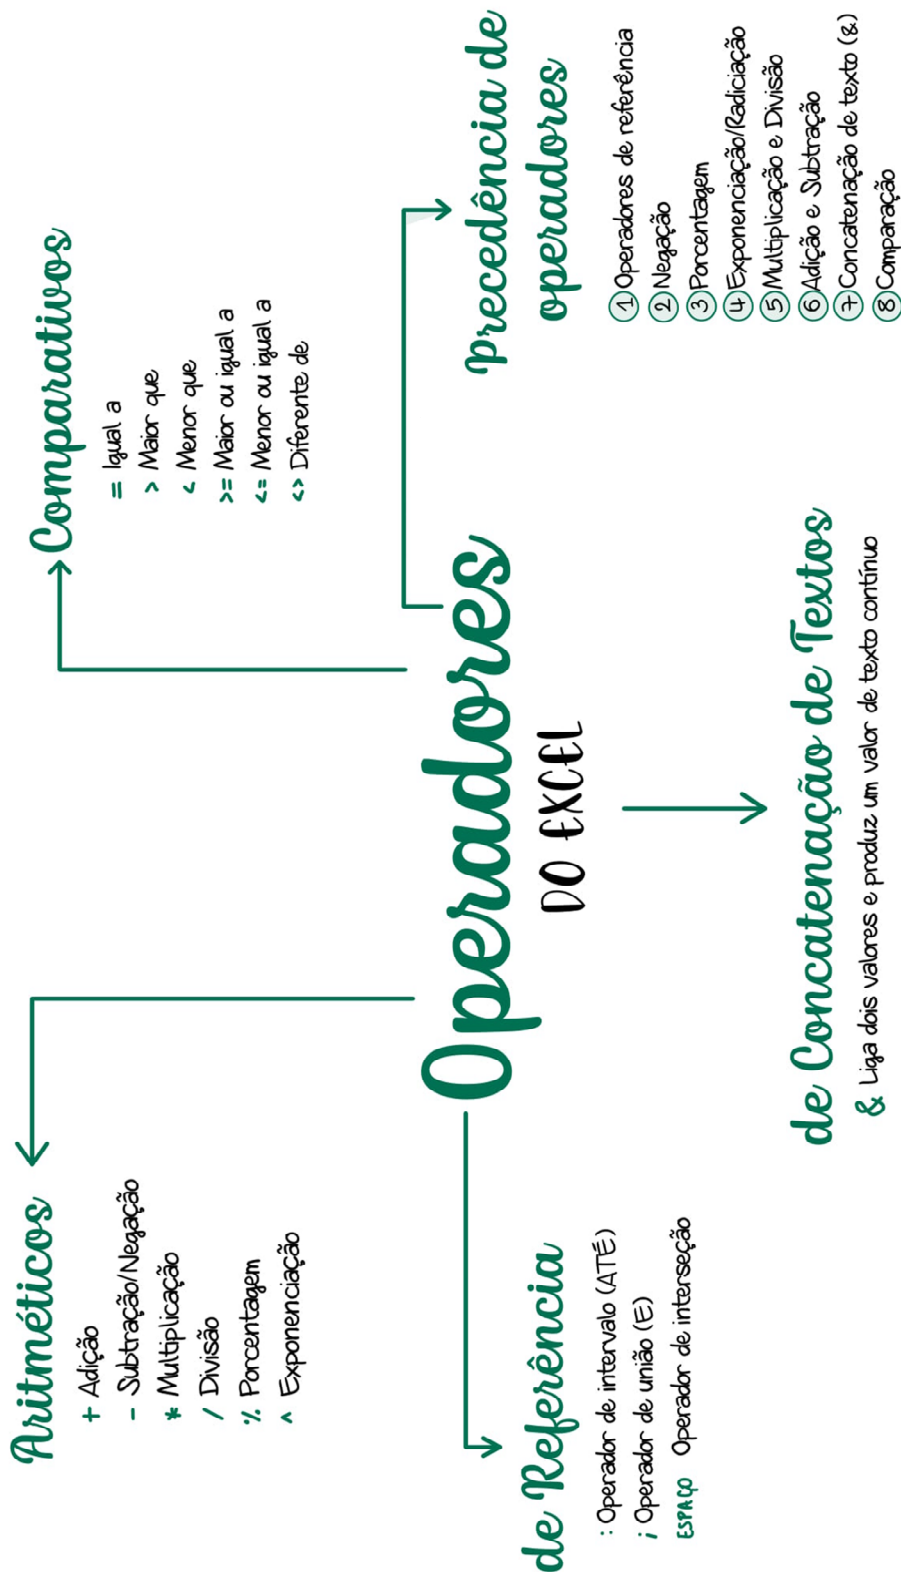 Aritméticos
+ Adição
- Subtração/Negação
* Multiplicação
/ Divisão
% Porcentagem
^ Exponenciação
Comparativos
= Igual a
> Maior que
< Menor que
>= Maior ou igual a
<= Menor ou igual a
<> Diferente de
Operadores
DO EXCEL
de Referência
: Operador de intervalo (ATÉ)
; Operador de união (E)
ESPAÇO Operador de interseção
Precedência de
operadores
1 Operadores de referência
2 Negação
3 Porcentagem
4 Exponenciação/Radiciação
5 Multiplicação e Divisão
6 Adição e Subtração
7 Concatenação de texto (&)
8 Comparação
de Concatenação de Textos
& Liga dois valores e produz um valor de texto contínuo